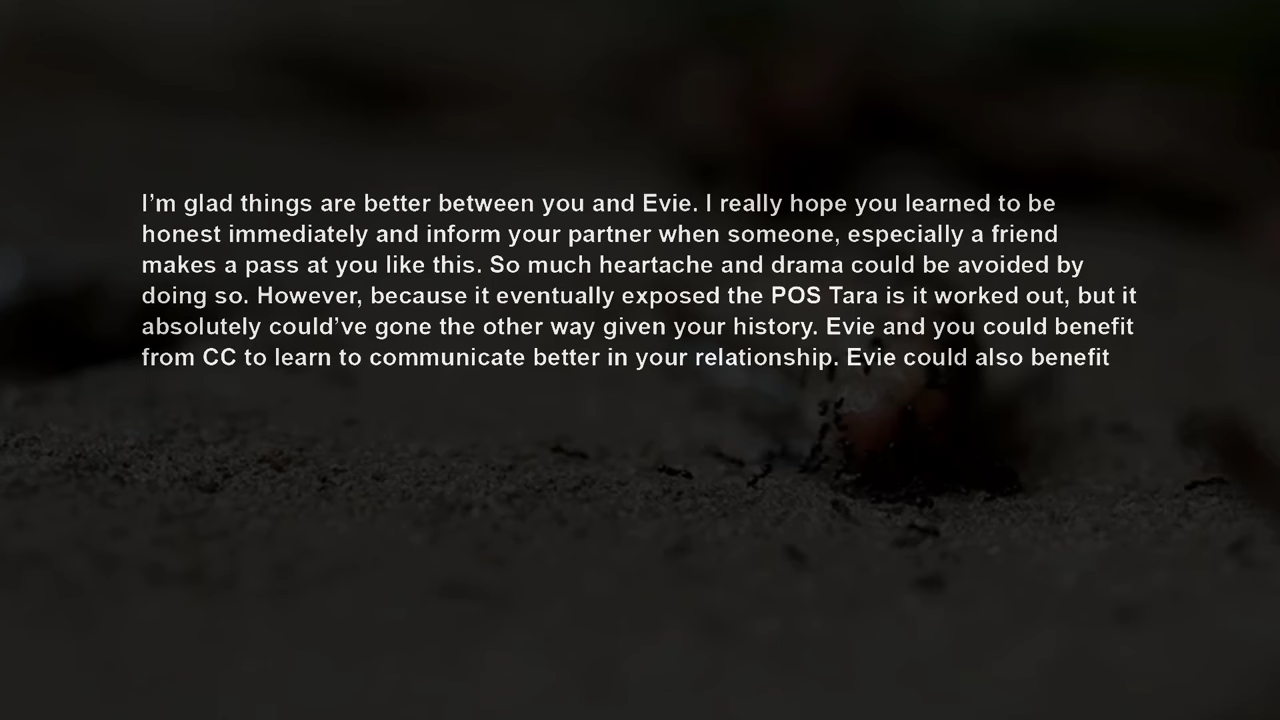 I’m glad things are better between you and Evie. I really hope you learned to be
honest immediately and inform your partner when someone, especially a friend
makes a pass at you like this. So much heartache and drama could be avoided by
doing so. However, because it eventually exposed the POS Tara is it worked out, but it
absolutely could’ve gone the other way given your history. Evie and you could benefit
from CC to learn to communicate better in your relationship. Evie could also benefit